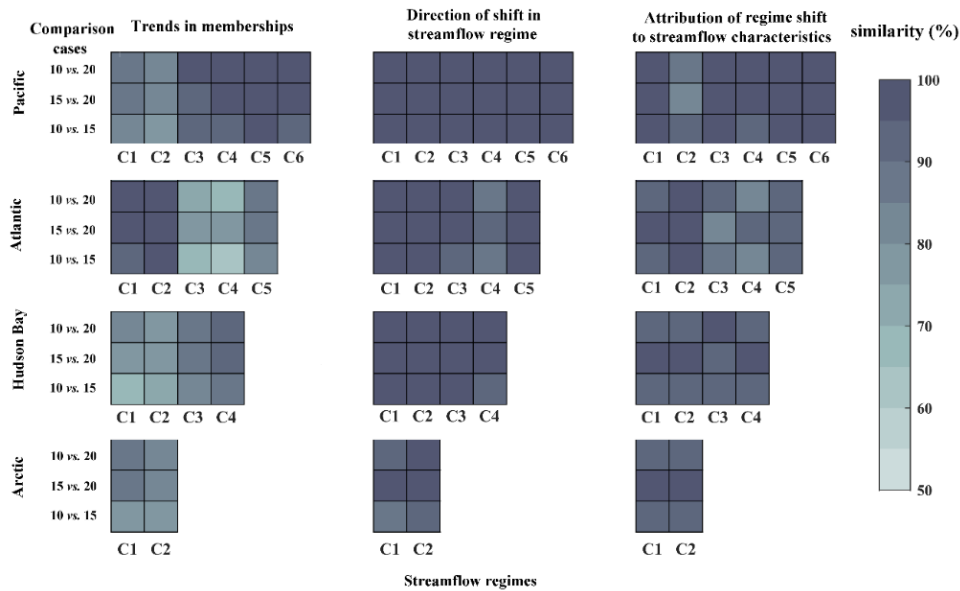 Comparison cases
Trends in memberships
Direction of shift in
streamflow regime
Attribution of regime shift
to streamflow characteristics
similarity (%)
Pacific
10 vs. 20
15 vs. 20
10 vs. 15
C1 C2 C3 C4 C5 C6
C1 C2 C3 C4 C5 C6
C1 C2 C3 C4 C5 C6
Atlantic
10 vs. 20
15 vs. 20
10 vs. 15
C1 C2 C3 C4 C5
C1 C2 C3 C4 C5
C1 C2 C3 C4 C5
Hudson Bay
10 vs. 20
15 vs. 20
10 vs. 15
C1 C2 C3 C4
C1 C2 C3 C4
C1 C2 C3 C4
Arctic
10 vs. 20
15 vs. 20
10 vs. 15
C1 C2
C1 C2
C1 C2
100
90
80
70
60
50
Streamflow regimes